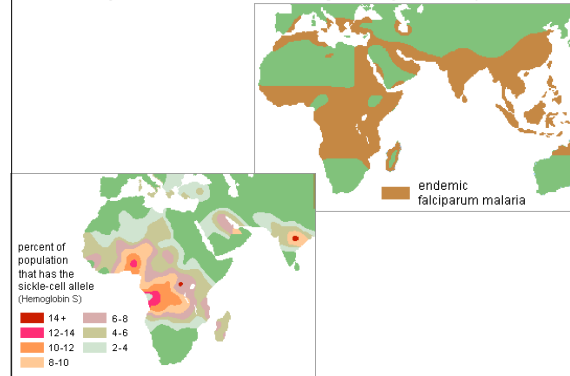 endemic
falciparum malaria
percent of
population
that has the
sickle-cell allele
(Hemoglobin S)
14+
12-14
10-12
8-10
6-8
4-6
2-4